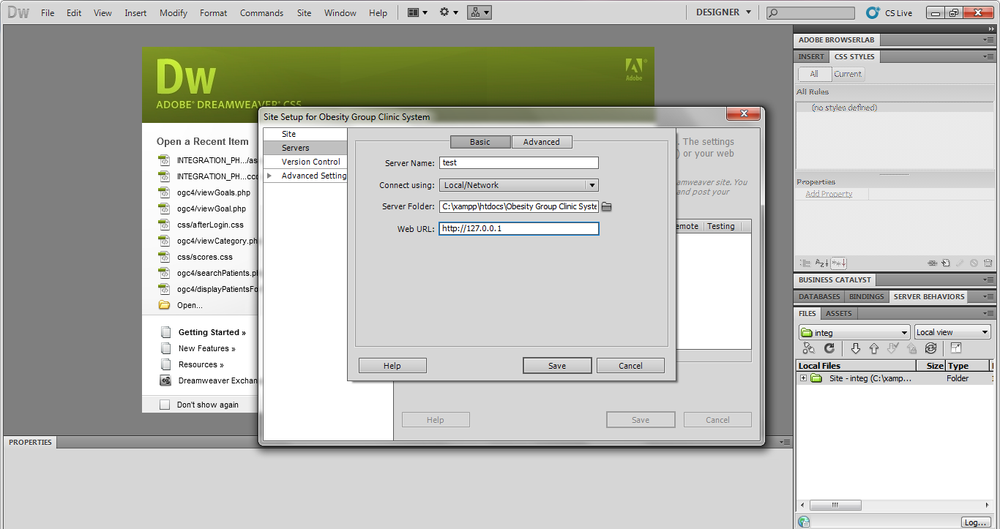 Dw File Edit View Insert Modify Format Commands Site Window Help DESIGNER CS Live
Dw
Adobe
ADOBE® DREAMWEAVER® CS5
Open a Recent Item
INTEGRATION_PH.../as
INTEGRATION_PH...cco
ogc4/viewGoals.php
ogc4/viewGoal.php
css/afterLogin.css
ogc4/viewCategory.ph
css/scores.css
ogc4/searchPatients.p
ogc4/displayPatientsFo
Open...
Getting Started »
New Features »
Resources »
Dreamweaver Exchan
Don't show again
Site Setup for Obesity Group Clinic System
Site
Servers
Version Control
Advanced Setting
Basic Advanced
Server Name: test
Connect using: Local/Network
Server Folder: C:\xampp\htdocs\Obesity Group Clinic Syste
Web URL: http://127.0.0.1
Help Save Cancel
. The settings
) or your web
amweaver site. You
and post your
emote Testing
Help Save Cancel
ADOBE BROWSERLAB
INSERT CSS STYLES
All Current
All Rules
(no styles defined)
Properties
Add Property
BUSINESS CATALYST
DATABASES BINDINGS SERVER BEHAVIORS
FILES ASSETS
integ Local view
Local Files Size Type
Site - integ (C:\xamp... Folder
Log...
PROPERTIES